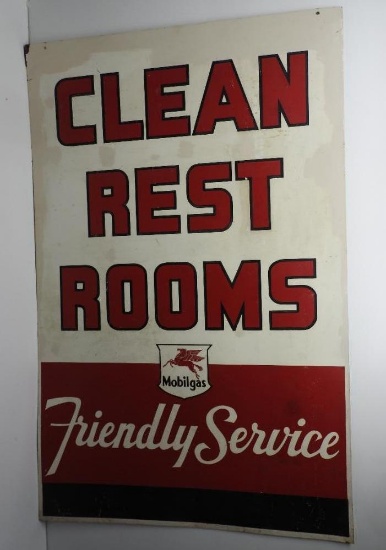 CLEAN
REST
ROOMS
Mobilgas
Friendly Service